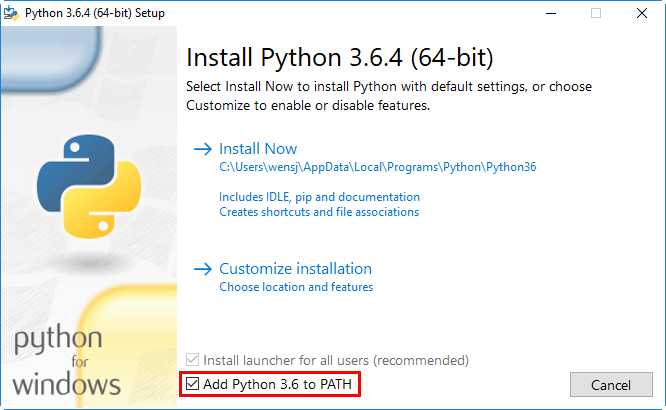 Python 3.6.4 (64-bit) Setup
Install Python 3.6.4 (64-bit)
Select Install Now to install Python with default settings, or choose
Customize to enable or disable features.
Install Now
C:\Users\wensj\AppData\Local\Programs\Python\Python36
Includes IDLE, pip and documentation
Creates shortcuts and file associations
Customize installation
Choose location and features
python
for
windows
Install launcher for all users (recommended)
Add Python 3.6 to PATH
Cancel